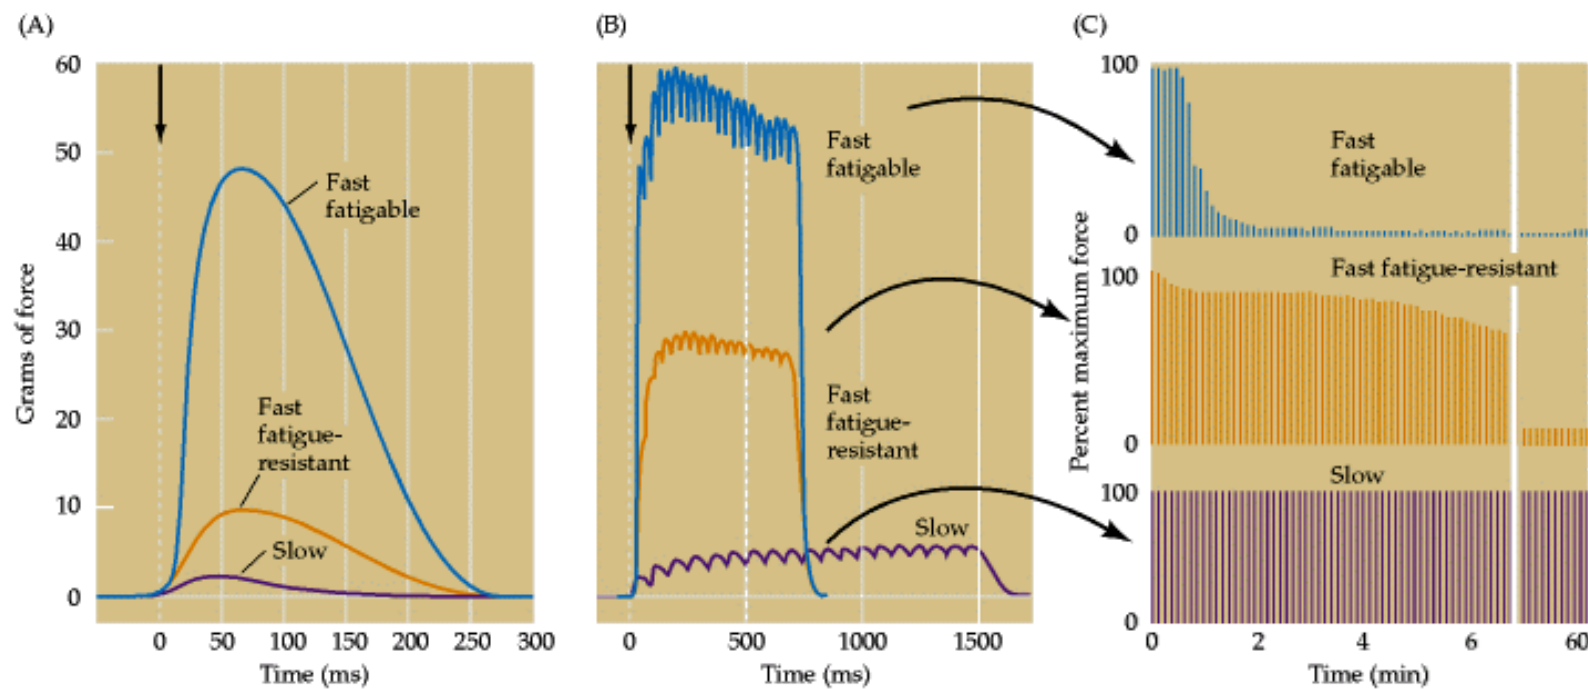 (A)
Grams of force
60
50
40
30
20
10
0
Fast
fatigable
Fast
fatigue-
resistant
Slow
0 50 100 150 200 250 300
Time (ms)
(B)
Fast
fatigable
Fast
fatigue-
resistant
Slow
0 500 1000 1500
Time (ms)
(C)
Percent maximum force
100
Fast
fatigable
0
Fast fatigue-resistant
100
0
Slow
100
0
0 2 4 6 60
Time (min)